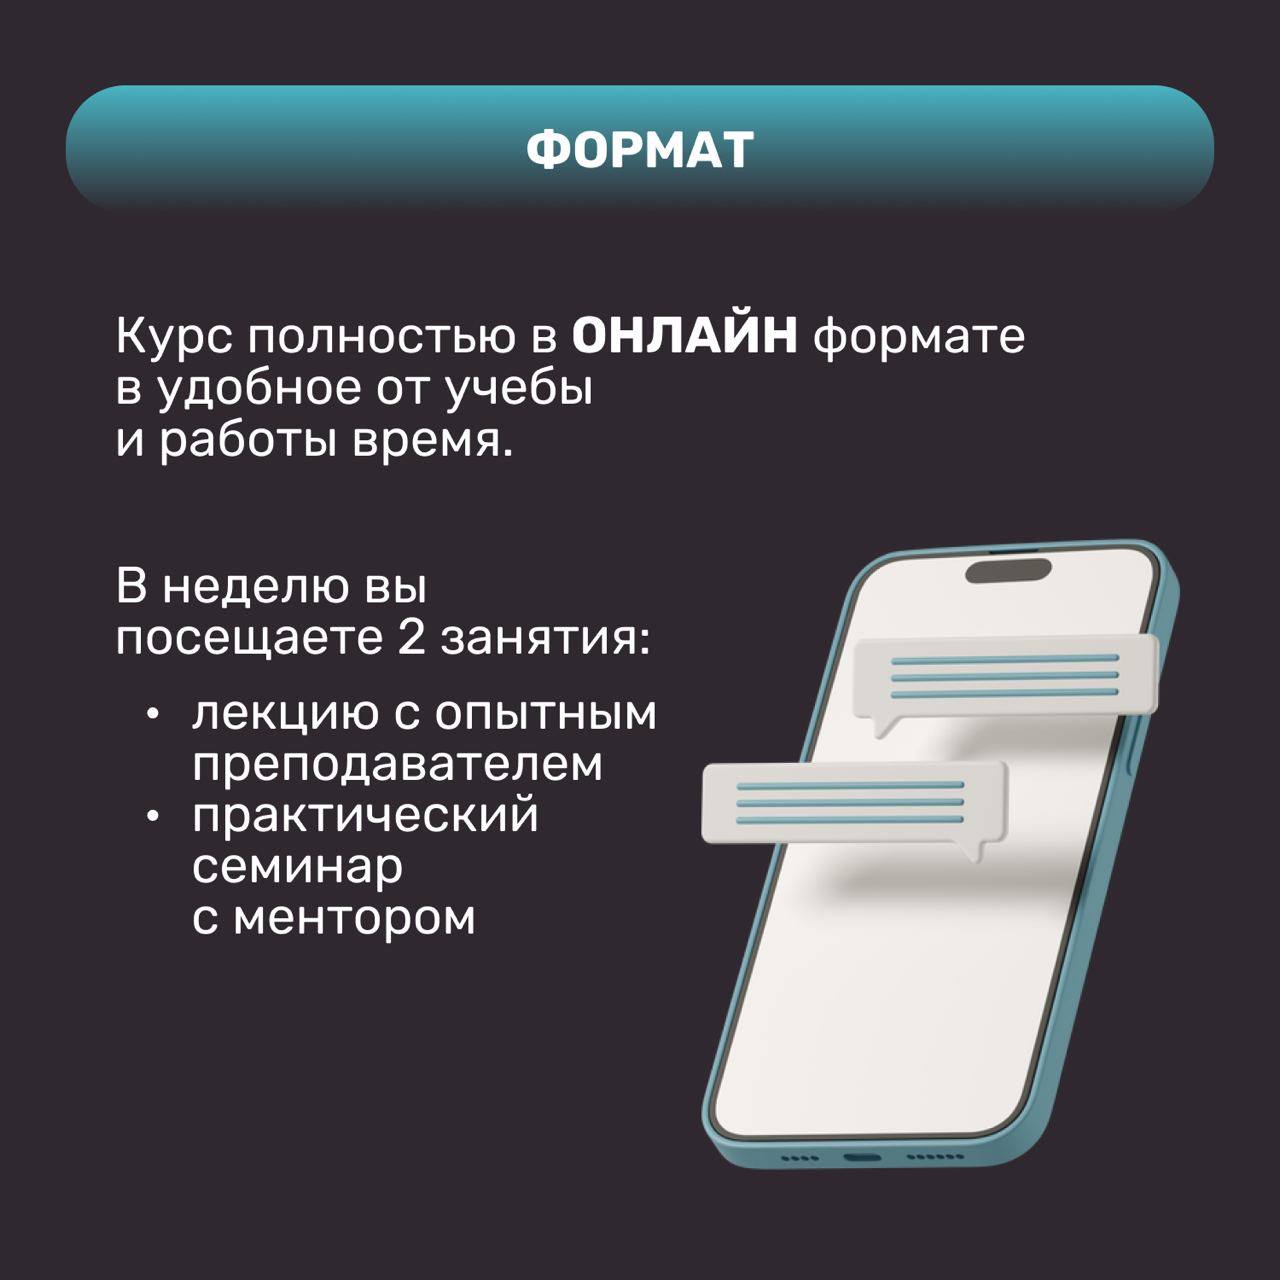 ФОРМАТ
Курс полностью в ОНЛАЙН формате
в удобное от учебы
и работы время.
В неделю вы
посещаете 2 занятия:
• лекцию с опытным
преподавателем
• практический
семинар
с ментором